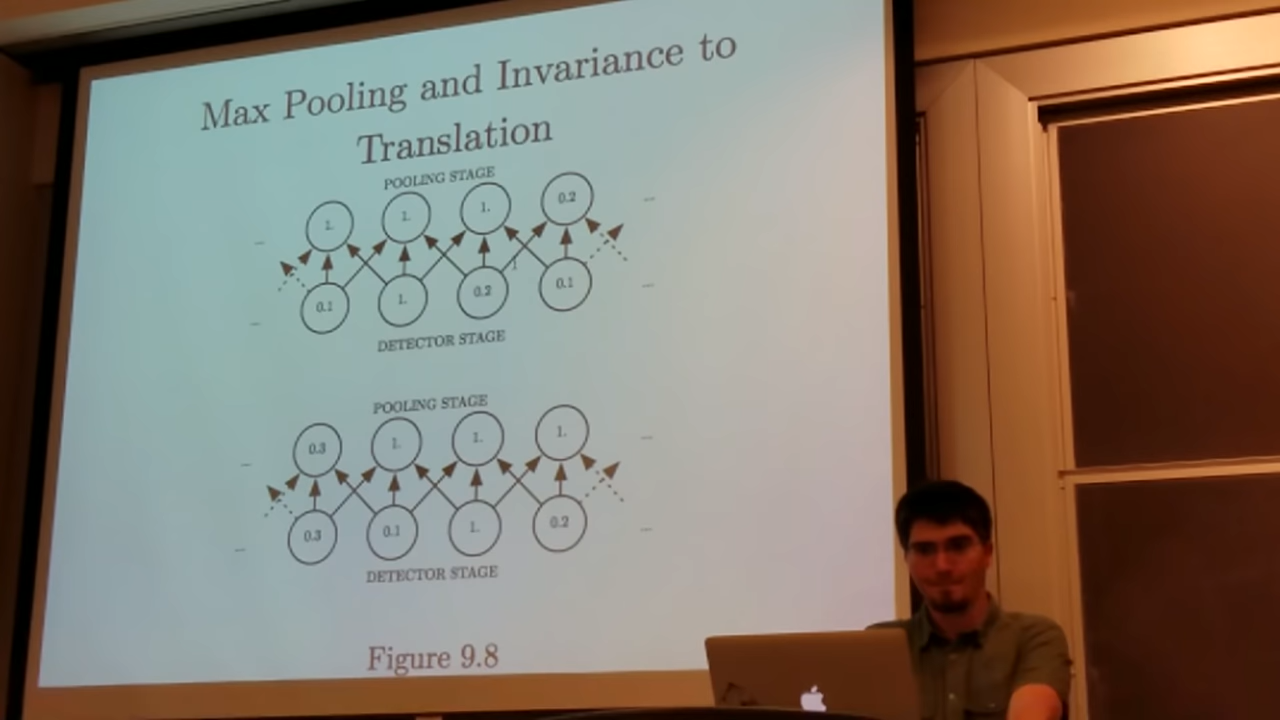 Max Pooling and Invariance to
Translation
POOLING STAGE
1. 1. 1. 0.2
0.1 1. 0.2 0.1
DETECTOR STAGE
POOLING STAGE
0.3 1. 1. 1.
0.3 0.1 1. 0.2
DETECTOR STAGE
Figure 9.8